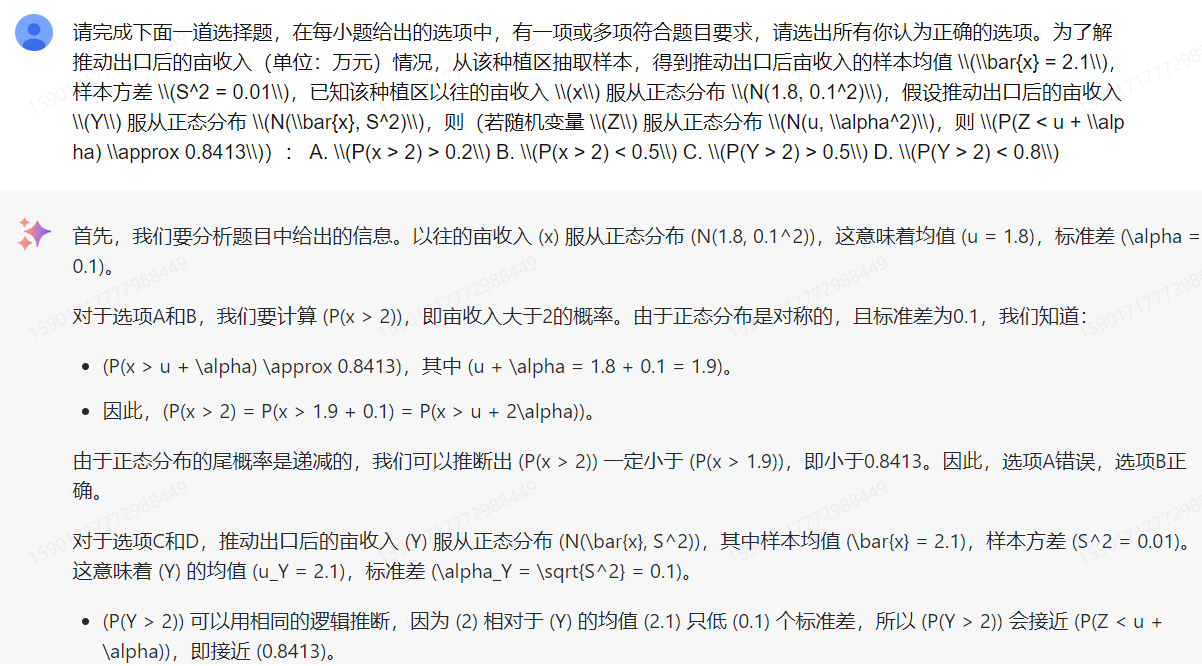 请完成下面一道选择题，在每小题给出的选项中，有一项或多项符合题目要求，请选出所有你认为正确的选项。为了解
推动出口后的亩收入（单位：万元）情况，从该种植区抽取样本，得到推动出口后亩收入的样本均值 \\(\\bar{x} = 2.1\\)，
样本方差 \\(S^2 = 0.01\\)，已知该种植区以往的亩收入 \\(x\\) 服从正态分布 \\(N(1.8, 0.1^2)\\)，假设推动出口后的亩收入
\\(Y\\) 服从正态分布 \\(N(\\bar{x}, S^2)\\)，则（若随机变量 \\(Z\\) 服从正态分布 \\(N(u, \\alpha^2)\\)，则 \\(P(Z < u + \\alp
ha) \\approx 0.8413\\)）： A. \\(P(x > 2) > 0.2\\) B. \\(P(x > 2) < 0.5\\) C. \\(P(Y > 2) > 0.5\\) D. \\(P(Y > 2) < 0.8\\)
首先，我们要分析题目中给出的信息。以往的亩收入 (x) 服从正态分布 (N(1.8, 0.1^2))，这意味着均值 (u = 1.8)，标准差 (\alpha =
0.1)。
对于选项A和B，我们要计算 (P(x > 2))，即亩收入大于2的概率。由于正态分布是对称的，且标准差为0.1，我们知道：
• (P(x > u + \alpha) \approx 0.8413)，其中 (u + \alpha = 1.8 + 0.1 = 1.9)。
• 因此，(P(x > 2) = P(x > 1.9 + 0.1) = P(x > u + 2\alpha))。
由于正态分布的尾概率是递减的，我们可以推断出 (P(x > 2)) 一定小于 (P(x > 1.9))，即小于0.8413。因此，选项A错误，选项B正
确。
对于选项C和D，推动出口后的亩收入 (Y) 服从正态分布 (N(\bar{x}, S^2))，其中样本均值 (\bar{x} = 2.1)，样本方差 (S^2 = 0.01)。
这意味着 (Y) 的均值 (u_Y = 2.1)，标准差 (\alpha_Y = \sqrt{S^2} = 0.1)。
• (P(Y > 2)) 可以用相同的逻辑推断，因为 (2) 相对于 (Y) 的均值 (2.1) 只低 (0.1) 个标准差，所以 (P(Y > 2)) 会接近 (P(Z < u +
\alpha))，即接近 (0.8413)。